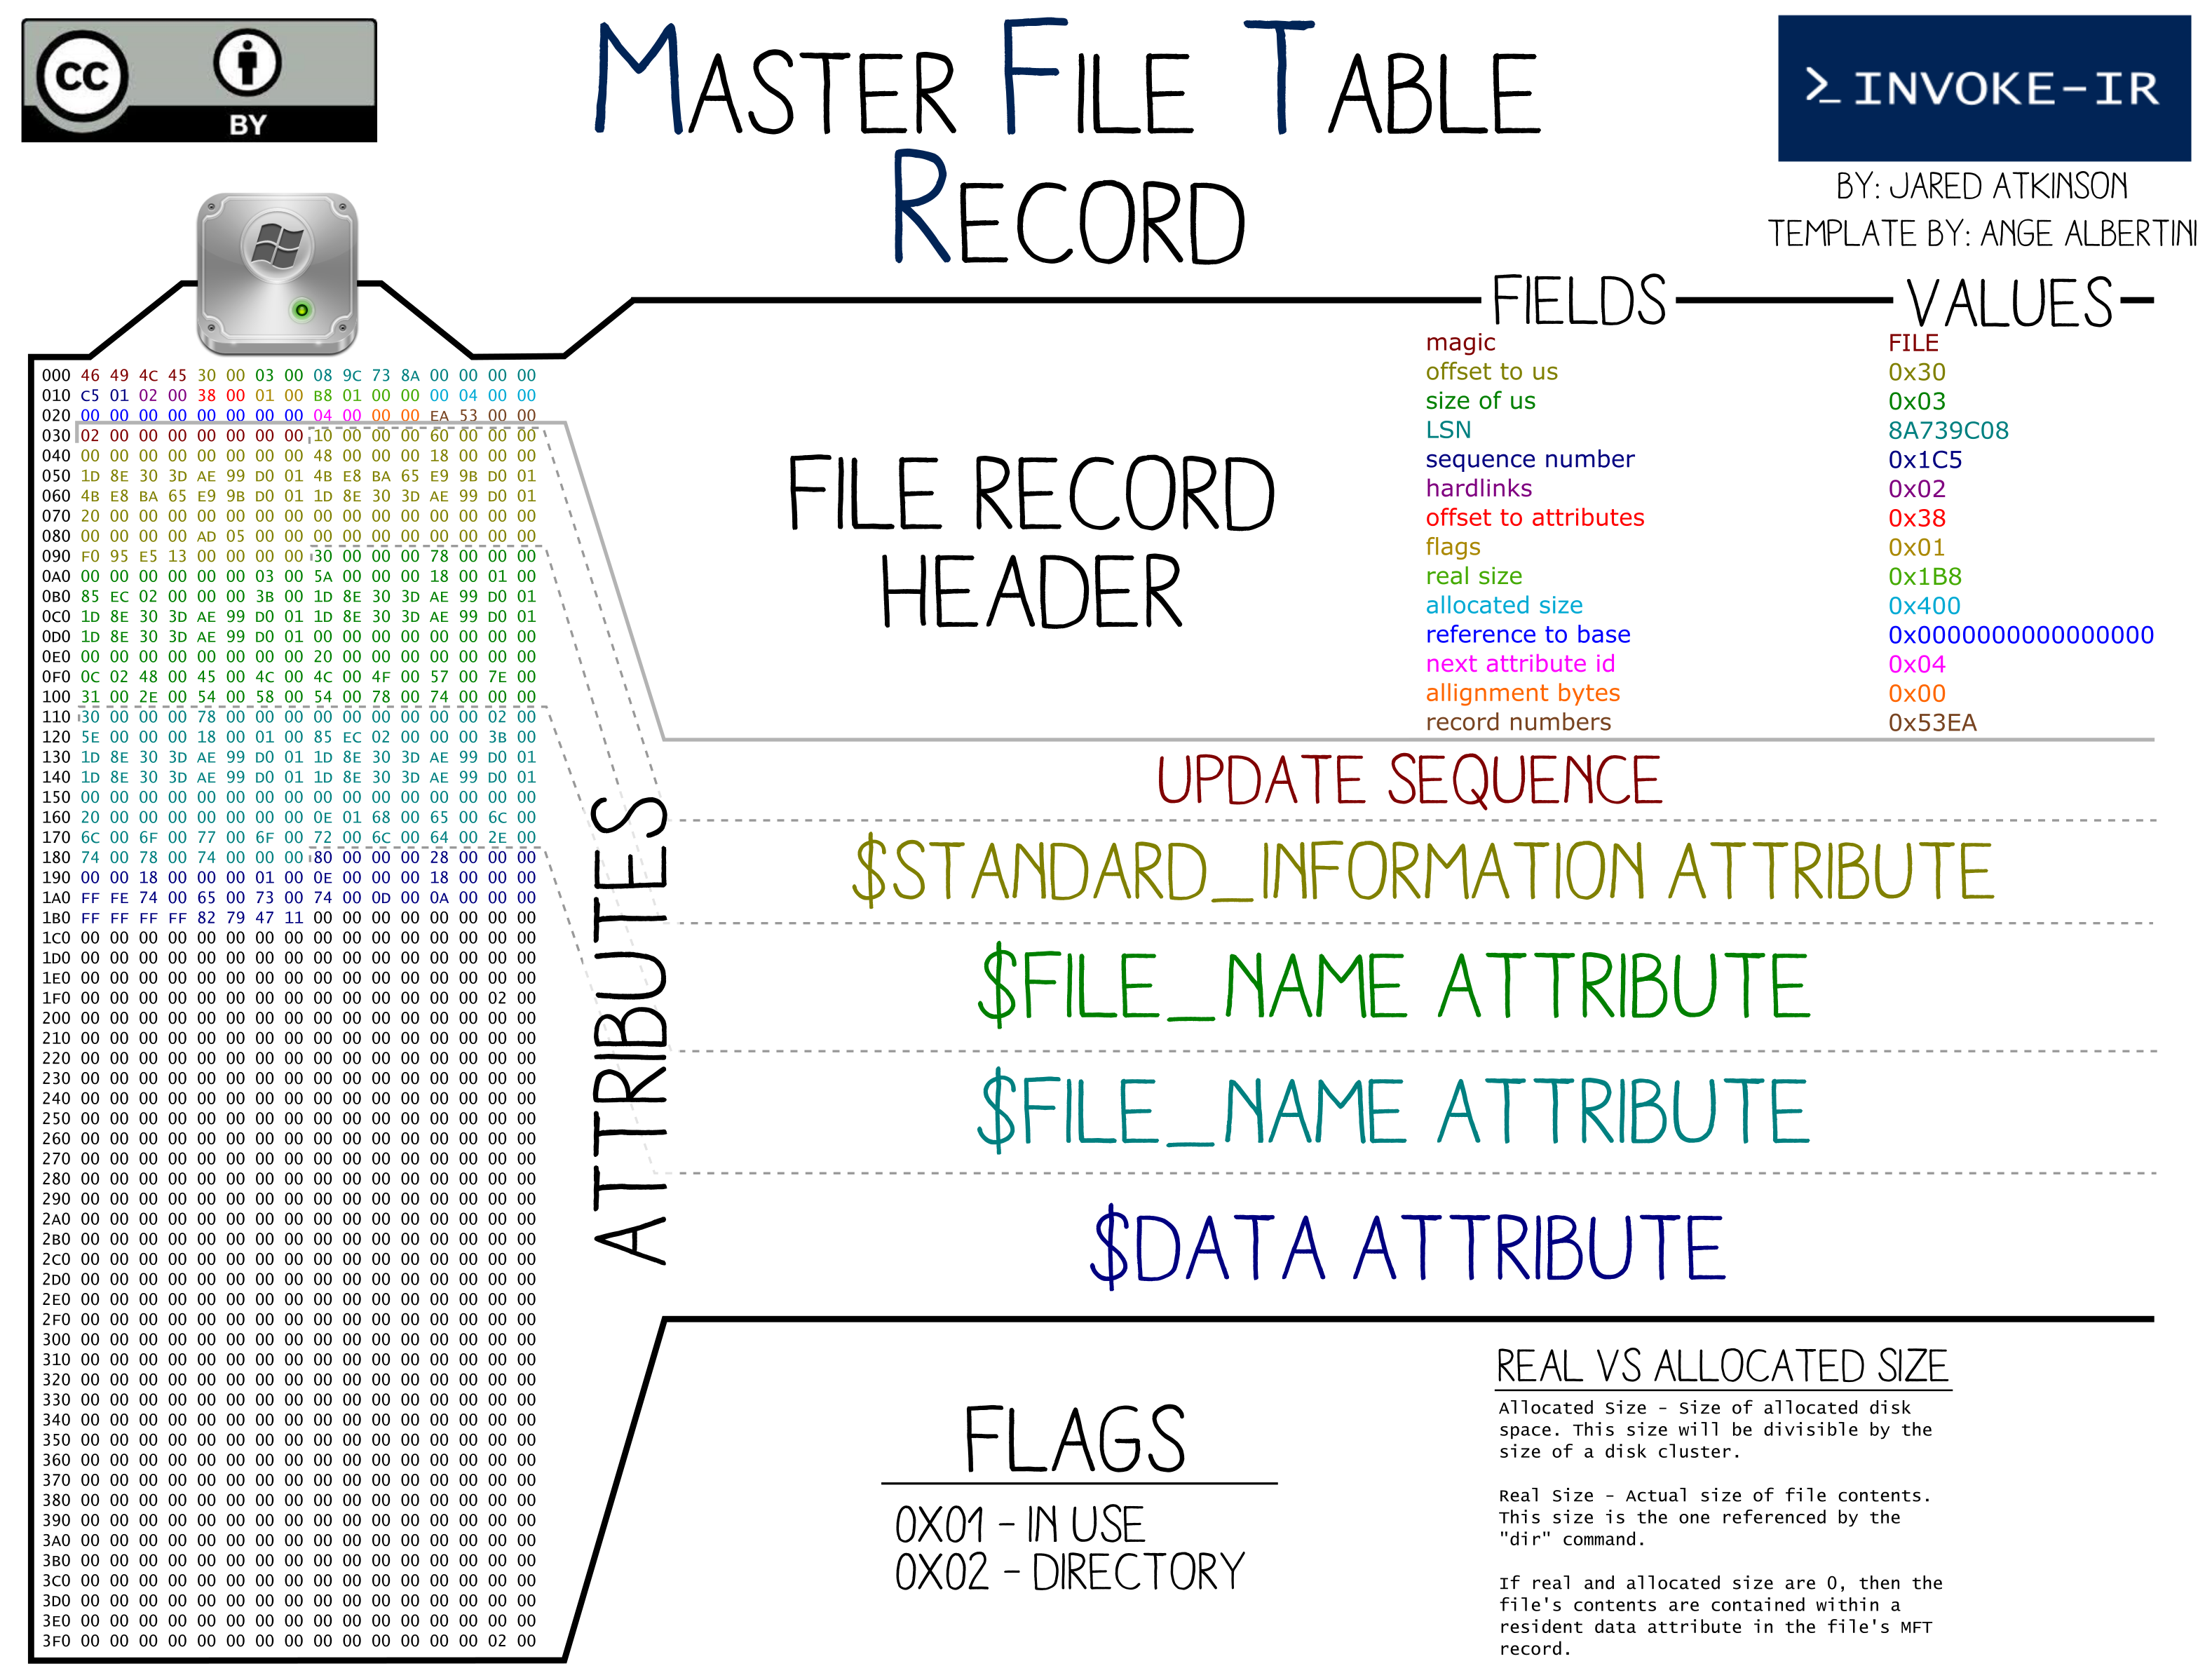 CC
BY
MASTER FILE TABLE
RECORD
>_ INVOKE-IR
BY: JARED ATKINSON
TEMPLATE BY: ANGE ALBERTINI
FIELDS VALUES
magic FILE
offset to us 0x30
size of us 0x03
LSN 8A739C08
sequence number 0x1C5
hardlinks 0x02
offset to attributes 0x38
flags 0x01
real size 0x1B8
allocated size 0x400
reference to base 0x0000000000000000
next attribute id 0x04
allignment bytes 0x00
record numbers 0x53EA
FILE RECORD
HEADER
000 46 49 4C 45 30 00 03 00 08 9C 73 8A 00 00 00 00
010 C5 01 02 00 38 00 01 00 B8 01 00 00 00 04 00 00
020 00 00 00 00 00 00 00 00 04 00 00 00 EA 53 00 00
030 02 00 00 00 00 00 00 00 10 00 00 00 60 00 00 00
040 00 00 00 00 00 00 00 00 48 00 00 00 18 00 00 00
050 1D 8E 30 3D AE 99 D0 01 4B E8 BA 65 E9 9B D0 01
060 4B E8 BA 65 E9 9B D0 01 1D 8E 30 3D AE 99 D0 01
070 20 00 00 00 00 00 00 00 00 00 00 00 00 00 00 00
080 00 00 00 00 AD 05 00 00 00 00 00 00 00 00 00 00
090 F0 95 E5 13 00 00 00 00 30 00 00 00 78 00 00 00
0A0 00 00 00 00 00 00 03 00 5A 00 00 00 18 00 01 00
0B0 85 EC 02 00 00 00 3B 00 1D 8E 30 3D AE 99 D0 01
0C0 1D 8E 30 3D AE 99 D0 01 1D 8E 30 3D AE 99 D0 01
0D0 1D 8E 30 3D AE 99 D0 01 00 00 00 00 00 00 00 00
0E0 00 00 00 00 00 00 00 00 20 00 00 00 00 00 00 00
0F0 0C 02 48 00 45 00 4C 00 4C 00 4F 00 57 00 7E 00
100 31 00 2E 00 54 00 58 00 54 00 78 00 74 00 00 00
110 30 00 00 00 78 00 00 00 00 00 00 00 00 00 02 00
120 5E 00 00 00 18 00 01 00 85 EC 02 00 00 00 3B 00
130 1D 8E 30 3D AE 99 D0 01 1D 8E 30 3D AE 99 D0 01
140 1D 8E 30 3D AE 99 D0 01 1D 8E 30 3D AE 99 D0 01
150 00 00 00 00 00 00 00 00 00 00 00 00 00 00 00 00
160 20 00 00 00 00 00 00 00 0E 01 68 00 65 00 6C 00
170 6C 00 6F 00 77 00 6F 00 72 00 6C 00 64 00 2E 00
180 74 00 78 00 74 00 00 00 80 00 00 00 28 00 00 00
190 00 00 18 00 00 00 01 00 0E 00 00 00 18 00 00 00
1A0 FF FE 74 00 65 00 73 00 74 00 0D 00 0A 00 00 00
1B0 FF FF FF FF 82 79 47 11 00 00 00 00 00 00 00 00
1C0 00 00 00 00 00 00 00 00 00 00 00 00 00 00 00 00
1D0 00 00 00 00 00 00 00 00 00 00 00 00 00 00 00 00
1E0 00 00 00 00 00 00 00 00 00 00 00 00 00 00 00 00
1F0 00 00 00 00 00 00 00 00 00 00 00 00 00 00 02 00
200 00 00 00 00 00 00 00 00 00 00 00 00 00 00 00 00
210 00 00 00 00 00 00 00 00 00 00 00 00 00 00 00 00
220 00 00 00 00 00 00 00 00 00 00 00 00 00 00 00 00
230 00 00 00 00 00 00 00 00 00 00 00 00 00 00 00 00
240 00 00 00 00 00 00 00 00 00 00 00 00 00 00 00 00
250 00 00 00 00 00 00 00 00 00 00 00 00 00 00 00 00
260 00 00 00 00 00 00 00 00 00 00 00 00 00 00 00 00
270 00 00 00 00 00 00 00 00 00 00 00 00 00 00 00 00
280 00 00 00 00 00 00 00 00 00 00 00 00 00 00 00 00
290 00 00 00 00 00 00 00 00 00 00 00 00 00 00 00 00
2A0 00 00 00 00 00 00 00 00 00 00 00 00 00 00 00 00
2B0 00 00 00 00 00 00 00 00 00 00 00 00 00 00 00 00
2C0 00 00 00 00 00 00 00 00 00 00 00 00 00 00 00 00
2D0 00 00 00 00 00 00 00 00 00 00 00 00 00 00 00 00
2E0 00 00 00 00 00 00 00 00 00 00 00 00 00 00 00 00
2F0 00 00 00 00 00 00 00 00 00 00 00 00 00 00 00 00
300 00 00 00 00 00 00 00 00 00 00 00 00 00 00 00 00
310 00 00 00 00 00 00 00 00 00 00 00 00 00 00 00 00
320 00 00 00 00 00 00 00 00 00 00 00 00 00 00 00 00
330 00 00 00 00 00 00 00 00 00 00 00 00 00 00 00 00
340 00 00 00 00 00 00 00 00 00 00 00 00 00 00 00 00
350 00 00 00 00 00 00 00 00 00 00 00 00 00 00 00 00
360 00 00 00 00 00 00 00 00 00 00 00 00 00 00 00 00
370 00 00 00 00 00 00 00 00 00 00 00 00 00 00 00 00
380 00 00 00 00 00 00 00 00 00 00 00 00 00 00 00 00
390 00 00 00 00 00 00 00 00 00 00 00 00 00 00 00 00
3A0 00 00 00 00 00 00 00 00 00 00 00 00 00 00 00 00
3B0 00 00 00 00 00 00 00 00 00 00 00 00 00 00 00 00
3C0 00 00 00 00 00 00 00 00 00 00 00 00 00 00 00 00
3D0 00 00 00 00 00 00 00 00 00 00 00 00 00 00 00 00
3E0 00 00 00 00 00 00 00 00 00 00 00 00 00 00 00 00
3F0 00 00 00 00 00 00 00 00 00 00 00 00 00 00 02 00
ATTRIBUTES
UPDATE SEQUENCE
$STANDARD_INFORMATION ATTRIBUTE
$FILE_NAME ATTRIBUTE
$FILE_NAME ATTRIBUTE
$DATA ATTRIBUTE
FLAGS
0X01 - IN USE
0X02 - DIRECTORY
REAL VS ALLOCATED SIZE
Allocated Size - Size of allocated disk
space. This size will be divisible by the
size of a disk cluster.
Real Size - Actual size of file contents.
This size is the one referenced by the
"dir" command.
If real and allocated size are 0, then the
file's contents are contained within a
resident data attribute in the file's MFT
record.